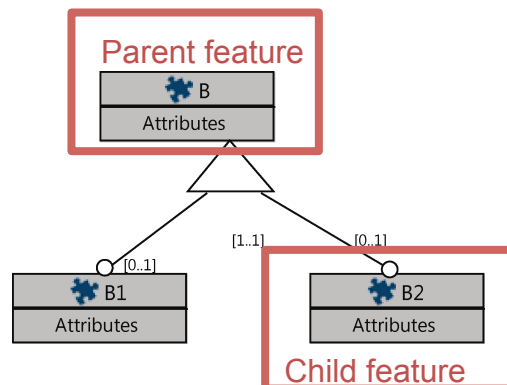 Parent feature
B
Attributes
[1..1]
[0..1]
[0..1]
B1
B2
Attributes
Attributes
Child feature